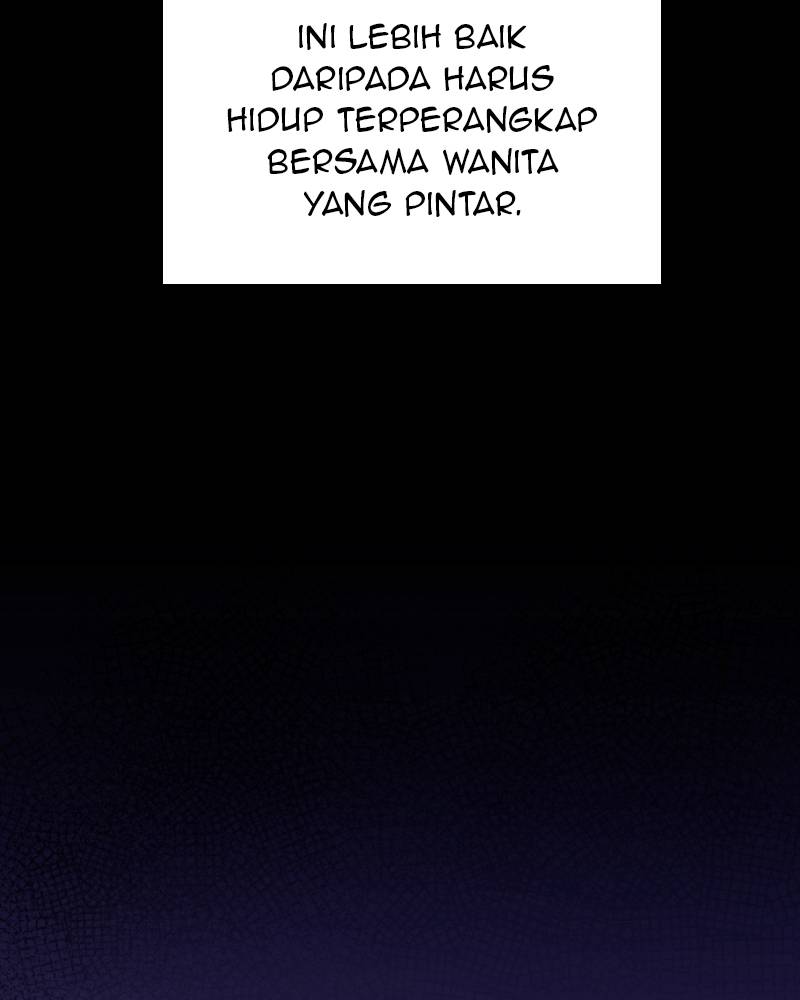 INI LEBIH BAIK
DARIPADA HARUS
HIDUP TERPERANGKAP
BERSAMA WANITA
YANG PINTAR.